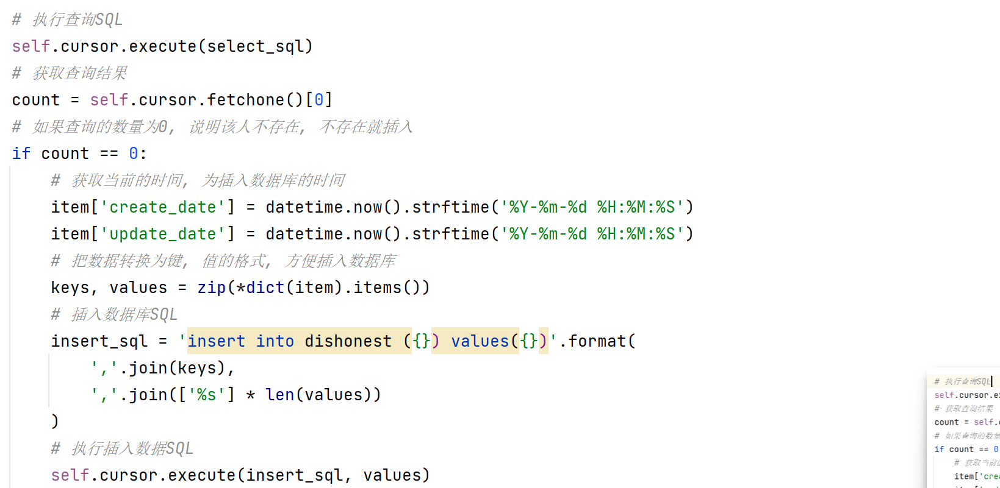 # 执行查询SQL
self.cursor.execute(select_sql)
# 获取查询结果
count = self.cursor.fetchone()[0]
# 如果查询的数量为0, 说明该人不存在, 不存在就插入
if count == 0:
    # 获取当前的时间, 为插入数据库的时间
    item['create_date'] = datetime.now().strftime('%Y-%m-%d %H:%M:%S')
    item['update_date'] = datetime.now().strftime('%Y-%m-%d %H:%M:%S')
    # 把数据转换为键, 值的格式, 方便插入数据库
    keys, values = zip(*dict(item).items())
    # 插入数据库SQL
    insert_sql = 'insert into dishonest ({}) values({})'.format(
        ','.join(keys),
        ','.join(['%s'] * len(values))
    )
    # 执行插入数据SQL
    self.cursor.execute(insert_sql, values)
# 执行查询SQL
self.cursor.e
# 获取查询结果
count = self.
# 如果查询的数量
if count == 0
    # 获取当前
    item['crea